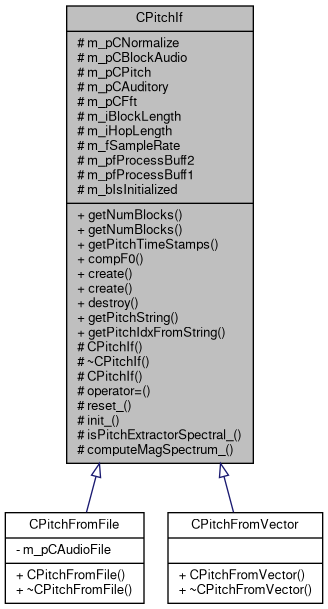 CPitchIf
# m_pCNormalize
# m_pCBlockAudio
# m_pCPitch
# m_pCAuditory
# m_pCFft
# m_iBlockLength
# m_iHopLength
# m_fSampleRate
# m_pfProcessBuff2
# m_pfProcessBuff1
# m_bIsInitialized
+ getNumBlocks()
+ getNumBlocks()
+ getPitchTimeStamps()
+ compF0()
+ create()
+ create()
+ destroy()
+ getPitchString()
+ getPitchIdxFromString()
# CPitchIf()
# ~CPitchIf()
# CPitchIf()
# operator=()
# reset_()
# init_()
# isPitchExtractorSpectral_()
# computeMagSpectrum_()
CPitchFromFile
- m_pCAudioFile
+ CPitchFromFile()
+ ~CPitchFromFile()
CPitchFromVector
+ CPitchFromVector()
+ ~CPitchFromVector()